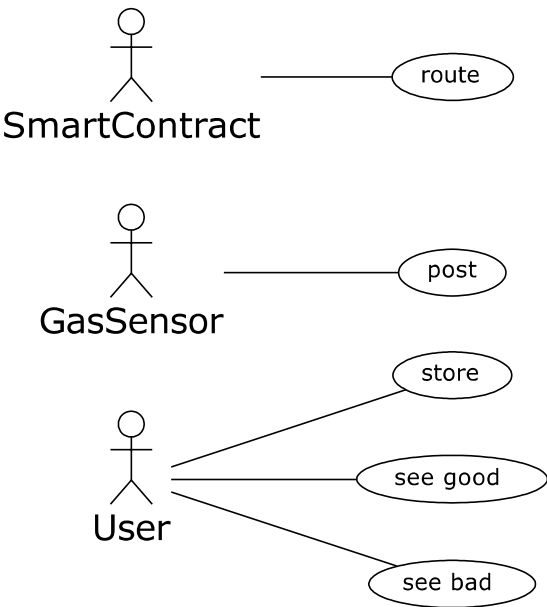 route
SmartContract
post
GasSensor
store
see good
User
see bad